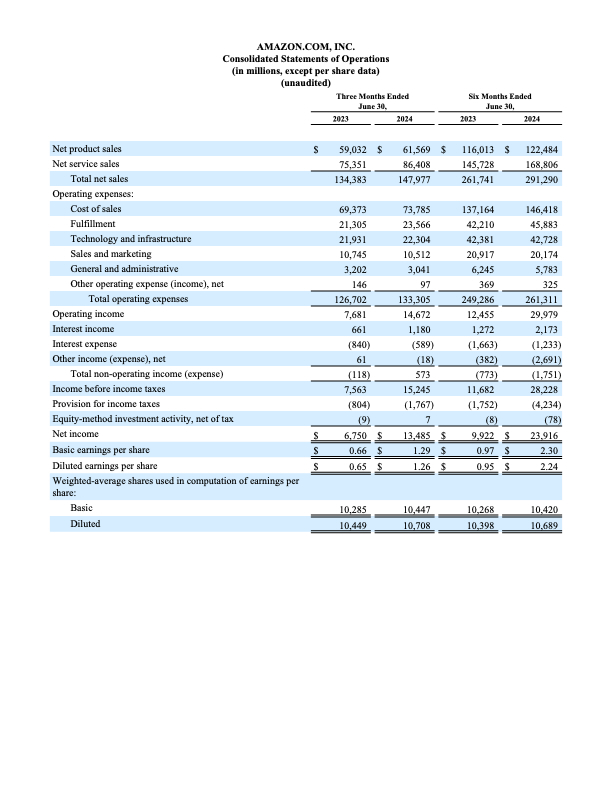 AMAZON.COM, INC.
Consolidated Statements of Operations
(in millions, except per share data)
(unaudited)
Three Months Ended June 30, Six Months Ended June 30,
2023 2024 2023 2024
Net product sales $ 59,032 $ 61,569 $ 116,013 $ 122,484
Net service sales 75,351 86,408 145,728 168,806
Total net sales 134,383 147,977 261,741 291,290
Operating expenses:
Cost of sales 69,373 73,785 137,164 146,418
Fulfillment 21,305 23,566 42,210 45,883
Technology and infrastructure 21,931 22,304 42,381 42,728
Sales and marketing 10,745 10,512 20,917 20,174
General and administrative 3,202 3,041 6,245 5,783
Other operating expense (income), net 146 97 369 325
Total operating expenses 126,702 133,305 249,286 261,311
Operating income 7,681 14,672 12,455 29,979
Interest income 661 1,180 1,272 2,173
Interest expense (840) (589) (1,663) (1,233)
Other income (expense), net 61 (18) (382) (2,691)
Total non-operating income (expense) (118) 573 (773) (1,751)
Income before income taxes 7,563 15,245 11,682 28,228
Provision for income taxes (804) (1,767) (1,752) (4,234)
Equity-method investment activity, net of tax (9) 7 (8) (78)
Net income $ 6,750 $ 13,485 $ 9,922 $ 23,916
Basic earnings per share $ 0.66 $ 1.29 $ 0.97 $ 2.30
Diluted earnings per share $ 0.65 $ 1.26 $ 0.95 $ 2.24
Weighted-average shares used in computation of earnings per
share:
Basic 10,285 10,447 10,268 10,420
Diluted 10,449 10,708 10,398 10,689